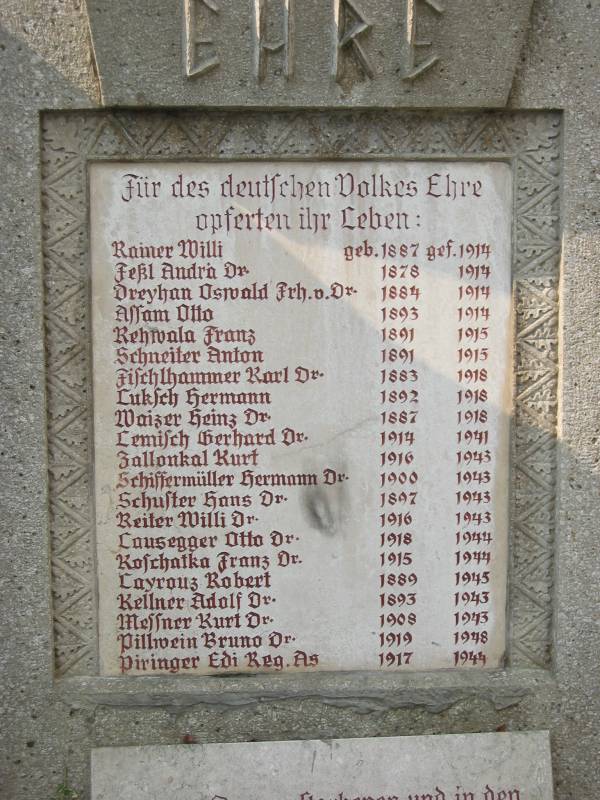 EHRE
Für des deutschen Volkes Ehre
opferten ihr Leben:
Rainer Willi geb. 1887 gef. 1914
Feßl Andrä Dr. 1878 1914
Dreyhan Oswald Frh. v. Dr. 1884 1914
Assam Otto 1893 1914
Rehwala Franz 1891 1915
Schneiter Anton 1891 1915
Fischlhammer Karl Dr. 1883 1918
Luksch Hermann 1892 1918
Waizer Heinz Dr. 1887 1918
Lemisch Gerhard Dr. 1914 1941
Zallonkal Kurt 1916 1943
Schiffermüller Hermann Dr. 1900 1943
Schuster Hans Dr. 1897 1943
Reiter Willi Dr. 1916 1943
Causegger Otto Dr. 1918 1944
Roschatka Franz Dr. 1915 1944
Layrouz Robert 1889 1945
Kellner Adolf Dr. 1893 1943
Messner Kurt Dr. 1908 1943
Pillwein Bruno Dr. 1919 1948
Piringer Edi Reg. As 1917 1944
und in den